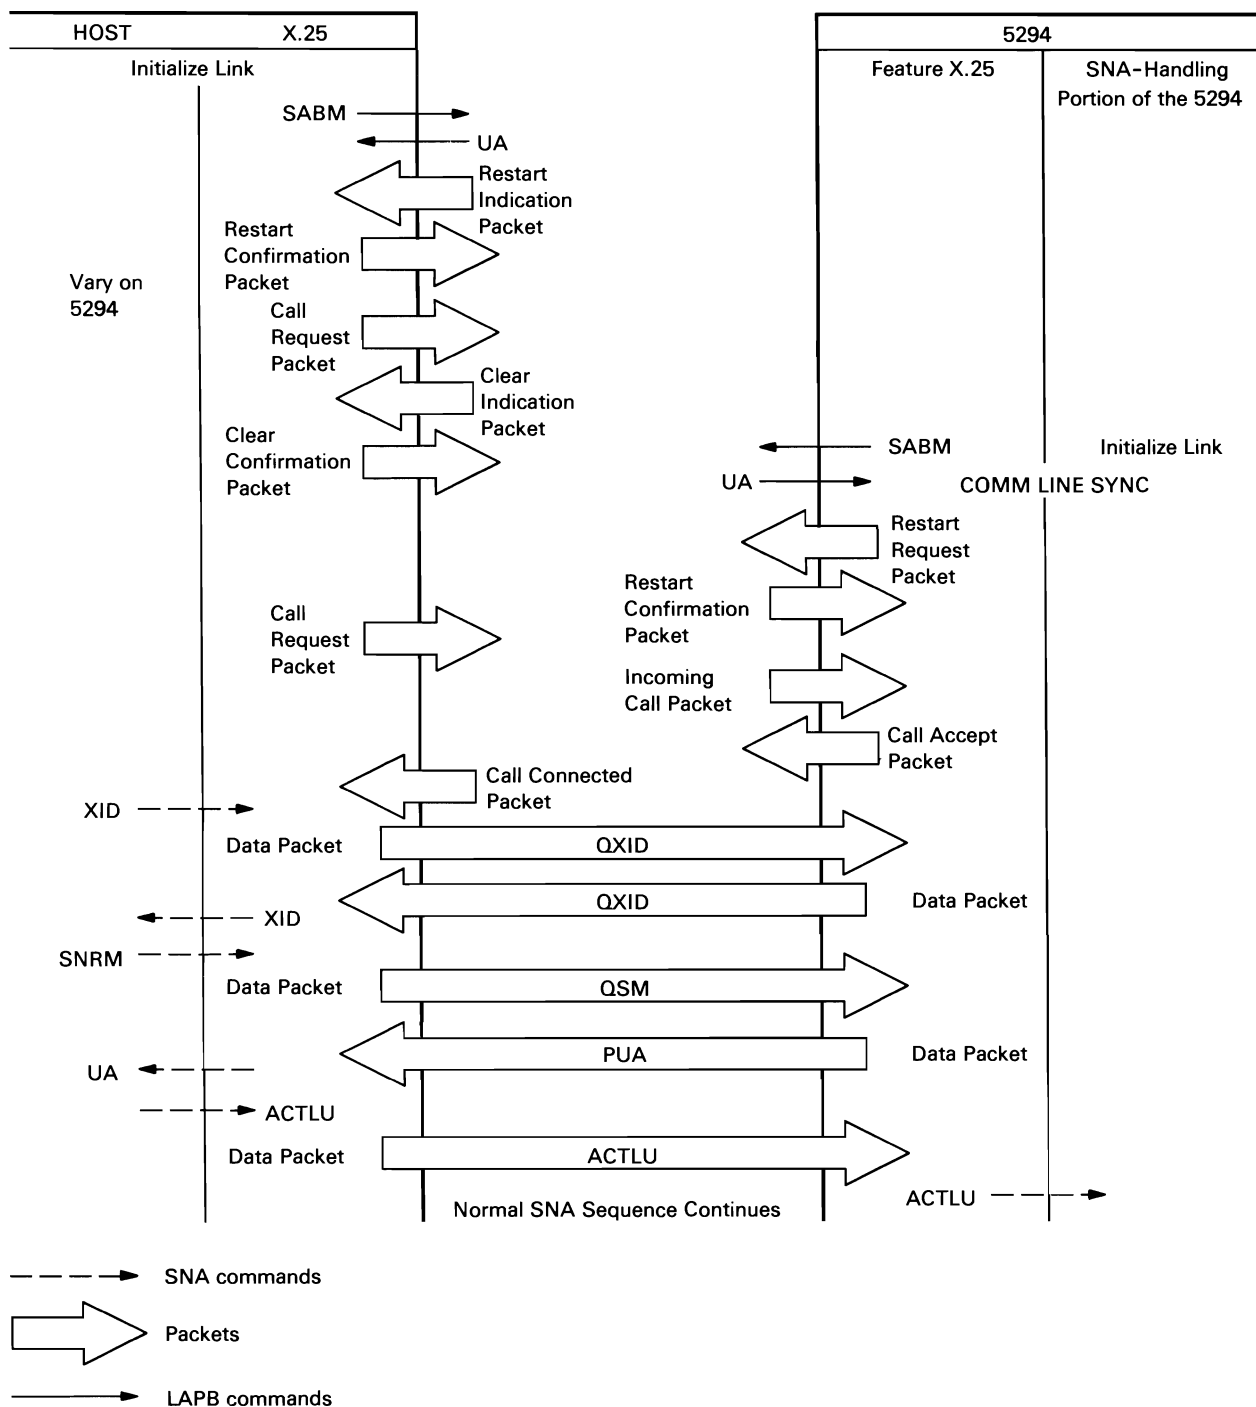 HOST X.25
5294
Initialize Link
Feature X.25
SNA-Handling
Portion of the 5294
SABM
UA
Restart
Indication
Packet
Restart
Confirmation
Packet
Vary on
5294
Call
Request
Packet
Clear
Indication
Packet
Clear
Confirmation
Packet
SABM
Initialize Link
UA
COMM LINE SYNC
Restart
Request
Packet
Restart
Confirmation
Packet
Call
Request
Packet
Incoming
Call Packet
Call Accept
Packet
Call Connected
Packet
XID
Data Packet
QXID
QXID
Data Packet
XID
SNRM
Data Packet
QSM
PUA
Data Packet
UA
ACTLU
Data Packet
ACTLU
ACTLU
Normal SNA Sequence Continues
SNA commands
Packets
LAPB commands